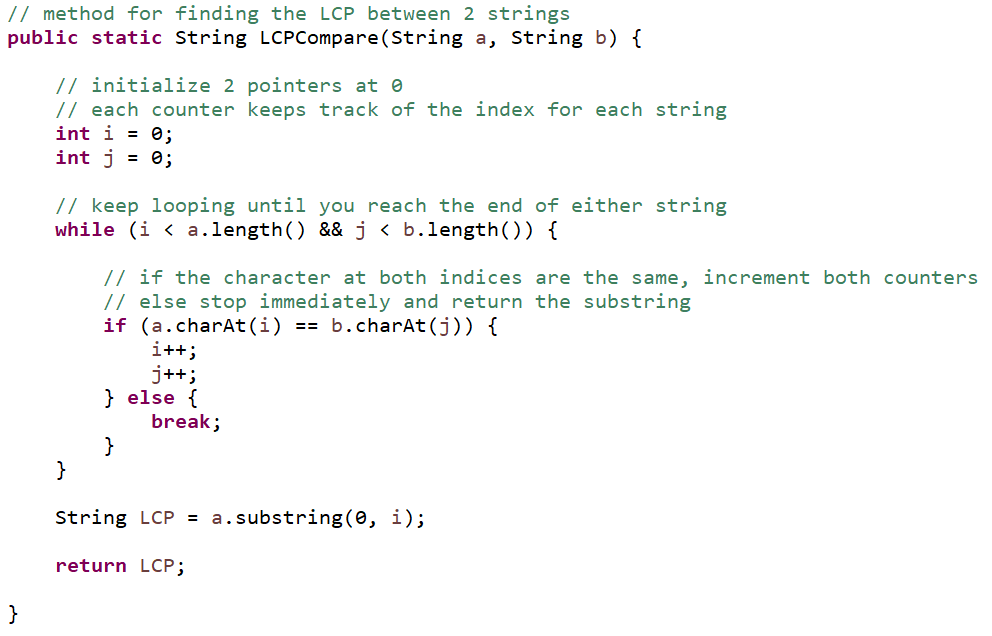 // method for finding the LCP between 2 strings
public static String LCPCompare(String a, String b) {
// initialize 2 pointers at 0
// each counter keeps track of the index for each string
int i = 0;
int j = 0;
// keep looping until you reach the end of either string
while (i < a.length() && j < b.length()) {
// if the character at both indices are the same, increment both counters
// else stop immediately and return the substring
if (a.charAt(i) == b.charAt(j)) {
i++;
j++;
} else {
break;
}
}
String LCP = a.substring(0, i);
return LCP;
}